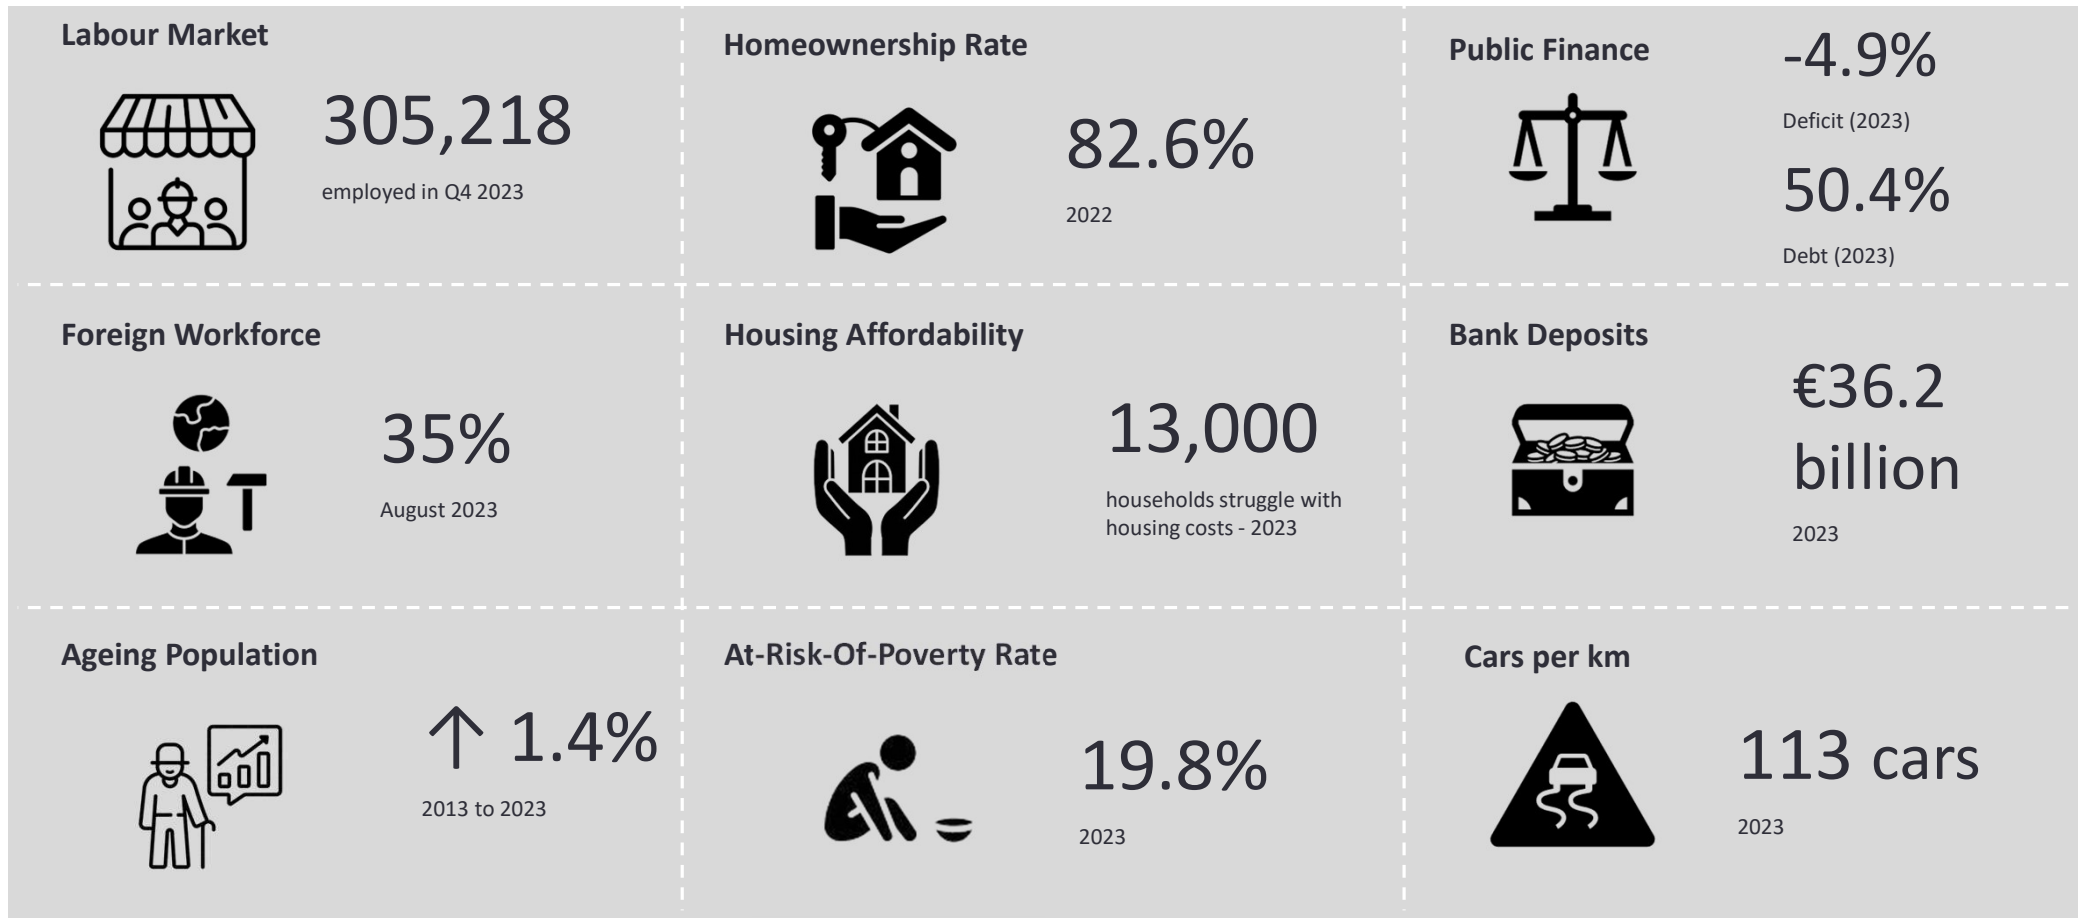 Labour Market
305,218
employed in Q4 2023
Homeownership Rate
82.6%
2022
Public Finance
-4.9%
Deficit (2023)
50.4%
Debt (2023)
Foreign Workforce
35%
August 2023
Housing Affordability
13,000
households struggle with
housing costs - 2023
Bank Deposits
€36.2
billion
2023
Ageing Population
↑ 1.4%
2013 to 2023
At-Risk-Of-Poverty Rate
19.8%
2023
Cars per km
113 cars
2023